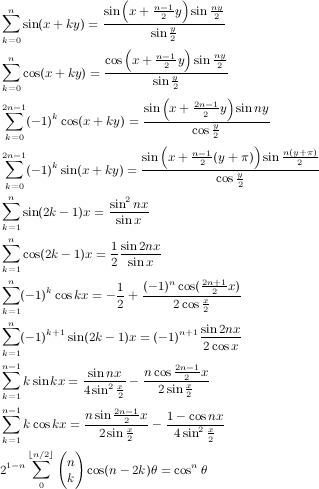 \sum_{k=0}^{n} \sin(x+ky) = \frac{\sin\left(x+\frac{n-1}{2}y\right)\sin\frac{ny}{2}}{\sin\frac{y}{2}}
\sum_{k=0}^{n} \cos(x+ky) = \frac{\cos\left(x+\frac{n-1}{2}y\right)\sin\frac{ny}{2}}{\sin\frac{y}{2}}
\sum_{k=0}^{2n-1} (-1)^k \cos(x+ky) = \frac{\sin\left(x+\frac{2n-1}{2}y\right)\sin ny}{\cos\frac{y}{2}}
\sum_{k=0}^{2n-1} (-1)^k \sin(x+ky) = \frac{\sin\left(x+\frac{n-1}{2}(y+\pi)\right)\sin\frac{n(y+\pi)}{2}}{\cos\frac{y}{2}}
\sum_{k=1}^{n} \sin(2k-1)x = \frac{\sin^2 nx}{\sin x}
\sum_{k=1}^{n} \cos(2k-1)x = \frac{1}{2}\frac{\sin 2nx}{\sin x}
\sum_{k=1}^{n} (-1)^k \cos kx = -\frac{1}{2} + \frac{(-1)^n \cos(\frac{2n+1}{2}x)}{2\cos\frac{x}{2}}
\sum_{k=1}^{n} (-1)^{k+1} \sin(2k-1)x = (-1)^{n+1}\frac{\sin 2nx}{2\cos x}
\sum_{k=1}^{n-1} k\sin kx = \frac{\sin nx}{4\sin^2\frac{x}{2}} - \frac{n\cos\frac{2n-1}{2}x}{2\sin\frac{x}{2}}
\sum_{k=1}^{n-1} k\cos kx = \frac{n\sin\frac{2n-1}{2}x}{2\sin\frac{x}{2}} - \frac{1-\cos nx}{4\sin^2\frac{x}{2}}
2^{1-n} \sum_{0}^{\lfloor n/2 \rfloor} \binom{n}{k} \cos(n-2k)\theta = \cos^n\theta